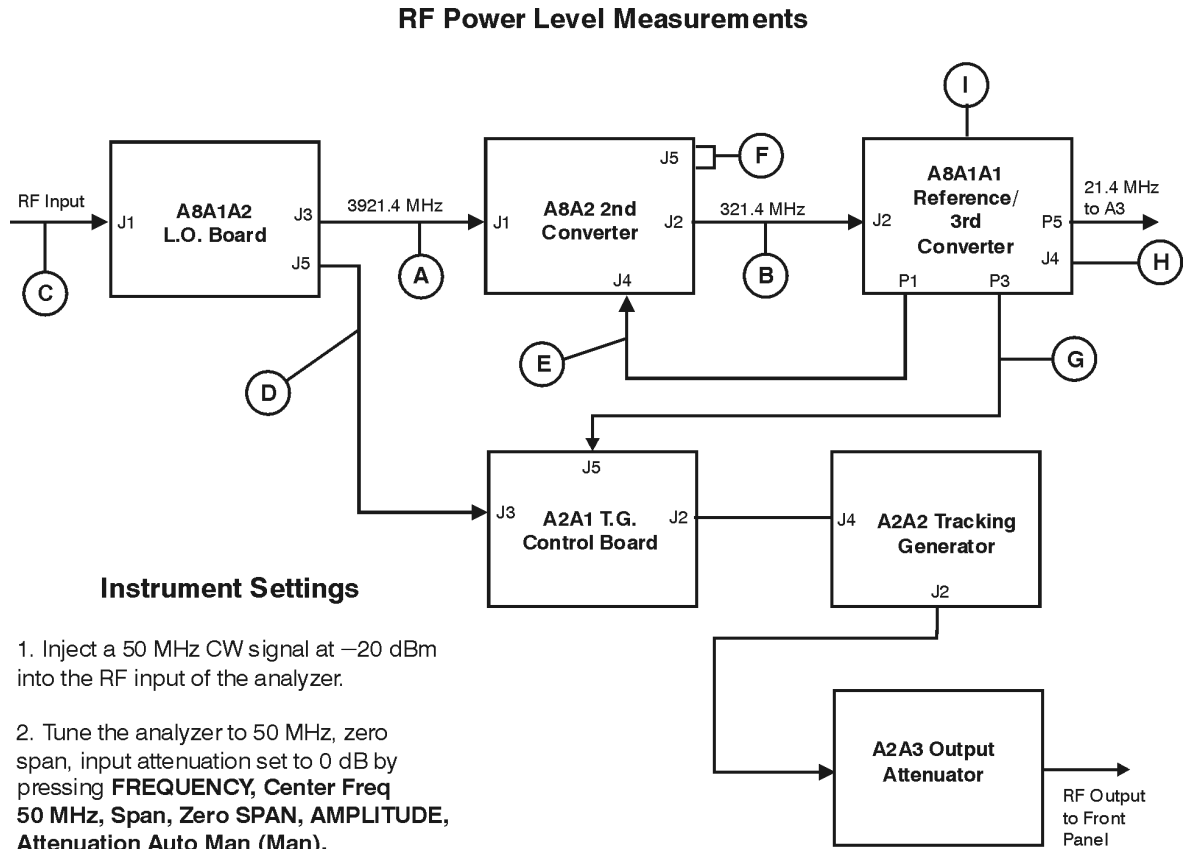 RF Power Level Measurements
I
RF Input
J1
A8A1A2
L.O. Board
J3
J5
C
D
3921.4 MHz
A
J1
A8A2 2nd
Converter
J5
J2
J4
F
E
321.4 MHz
B
J2
A8A1A1
Reference/
3rd
Converter
P5
J4
P1
P3
21.4 MHz
to A3
H
G
J5
J3
A2A1 T.G.
Control Board
J2
J4
A2A2 Tracking
Generator
J2
A2A3 Output
Attenuator
RF Output
to Front
Panel
Instrument Settings
1. Inject a 50 MHz CW signal at –20 dBm
into the RF input of the analyzer.
2. Tune the analyzer to 50 MHz, zero
span, input attenuation set to 0 dB by
pressing FREQUENCY, Center Freq
50 MHz, Span, Zero SPAN, AMPLITUDE,
Attenuation Auto Man (Man).